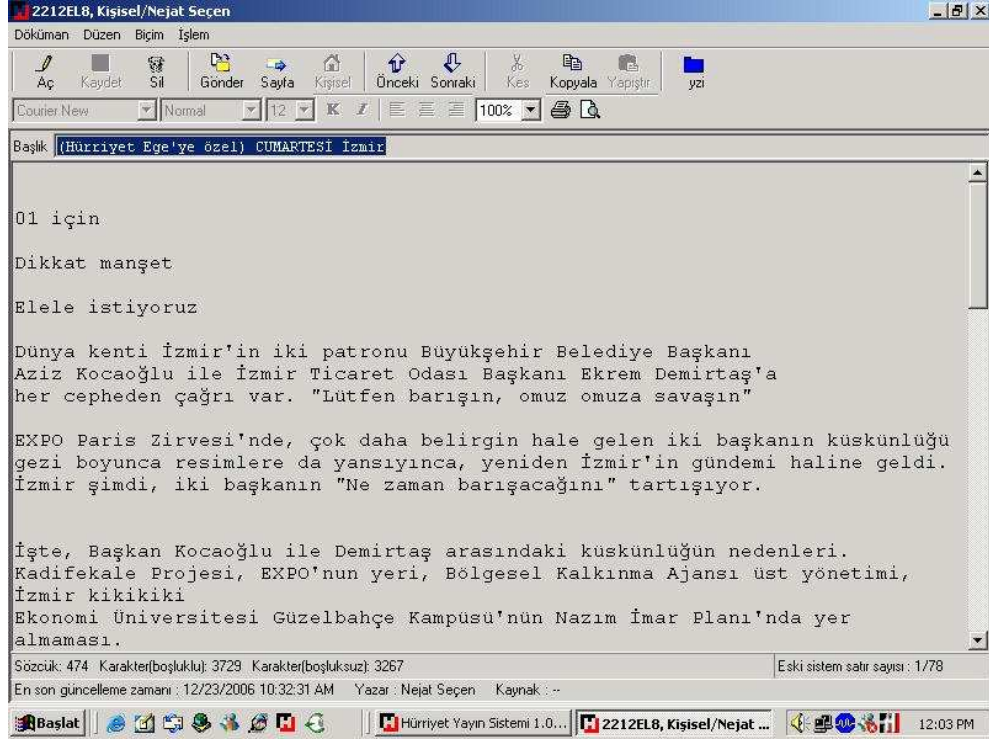 2212EL8, Kişisel/Nejat Seçen
Döküman Düzen Biçim İşlem
Aç Kaydet Sil Gönder Sayfa Kişisel Önceki Sonraki Kes Kopyala Yapıştır yzi
Courier New Normal 12 K I 100%
Başlık (Hürriyet Ege'ye özel) CUMARTESİ İzmir
01 için
Dikkat manşet
Elele istiyoruz
Dünya kenti İzmir'in iki patronu Büyükşehir Belediye Başkanı
Aziz Kocaoğlu ile İzmir Ticaret Odası Başkanı Ekrem Demirtaş'a
her cepheden çağrı var. "Lütfen barışın, omuz omuza savaşın"
EXPO Paris Zirvesi'nde, çok daha belirgin hale gelen iki başkanın küskünlüğü
gezi boyunca resimlere da yansıyınca, yeniden İzmir'in gündemi haline geldi.
İzmir şimdi, iki başkanın "Ne zaman barışacağını" tartışıyor.
İşte, Başkan Kocaoğlu ile Demirtaş arasındaki küskünlüğün nedenleri.
Kadifekale Projesi, EXPO'nun yeri, Bölgesel Kalkınma Ajansı üst yönetimi,
İzmir kikikiki
Ekonomi Üniversitesi Güzelbahçe Kampüsü'nün Nazım İmar Planı'nda yer
almaması.
Sözcük: 474 Karakter(boşluklu): 3729 Karakter(boşluksuz): 3267 Eski sistem satır sayısı : 1/78
En son güncelleme zamanı : 12/23/2006 10:32:31 AM Yazar : Nejat Seçen Kaynak : --
Başlat Hürriyet Yayın Sistemi 1.0... 2212EL8, Kişisel/Nejat ... 12:03 PM